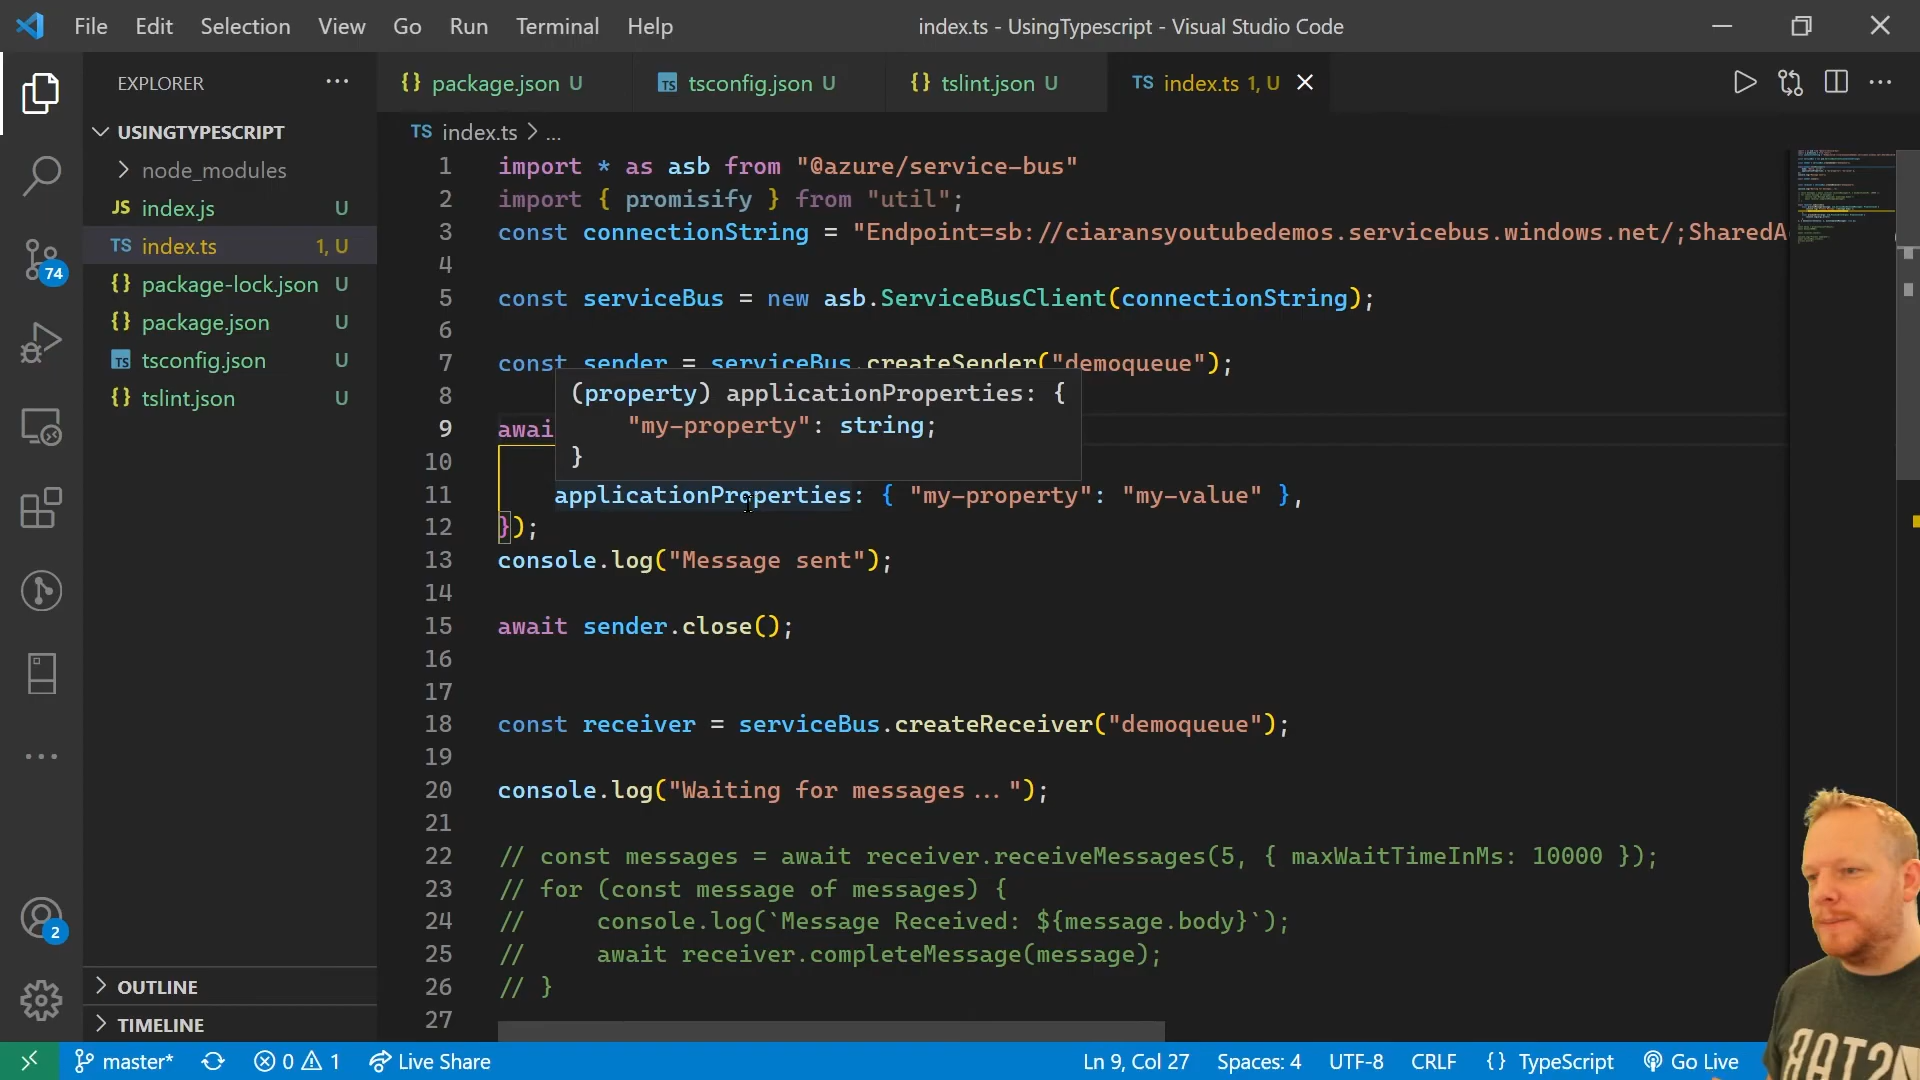 File Edit Selection View Go Run Terminal Help
index.ts - UsingTypescript - Visual Studio Code
EXPLORER
{} package.json U
TS tsconfig.json U
{} tslint.json U
TS index.ts 1, U
USINGTYPESCRIPT
node_modules
JS index.js U
TS index.ts 1, U
{} package-lock.json U
{} package.json U
TS tsconfig.json U
{} tslint.json U
OUTLINE
TIMELINE
74
2
TS index.ts > ...
1 import * as asb from "@azure/service-bus"
2 import { promisify } from "util";
3 const connectionString = "Endpoint=sb://ciaransyoutubedemos.servicebus.windows.net/;SharedA
4
5 const serviceBus = new asb.ServiceBusClient(connectionString);
6
7 const sender = serviceBus.createSender("demoqueue");
8
(property) applicationProperties: {
"my-property": string;
}
9 awai
10
11 applicationProperties: { "my-property": "my-value" },
12 });
13 console.log("Message sent");
14
15 await sender.close();
16
17
18 const receiver = serviceBus.createReceiver("demoqueue");
19
20 console.log("Waiting for messages...");
21
22 // const messages = await receiver.receiveMessages(5, { maxWaitTimeInMs: 10000 });
23 // for (const message of messages) {
24 // console.log(`Message Received: ${message.body}`);
25 // await receiver.completeMessage(message);
26 // }
27
master* 0 1 Live Share
Ln 9, Col 27 Spaces: 4 UTF-8 CRLF {} TypeScript Go Live